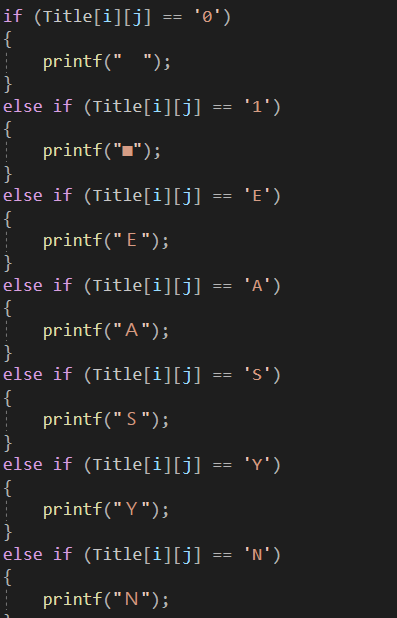 if (Title[i][j] == '0')
{
    printf("  ");
}
else if (Title[i][j] == '1')
{
    printf("■");
}
else if (Title[i][j] == 'E')
{
    printf("Ｅ");
}
else if (Title[i][j] == 'A')
{
    printf("Ａ");
}
else if (Title[i][j] == 'S')
{
    printf("Ｓ");
}
else if (Title[i][j] == 'Y')
{
    printf("Ｙ");
}
else if (Title[i][j] == 'N')
{
    printf("Ｎ");
}